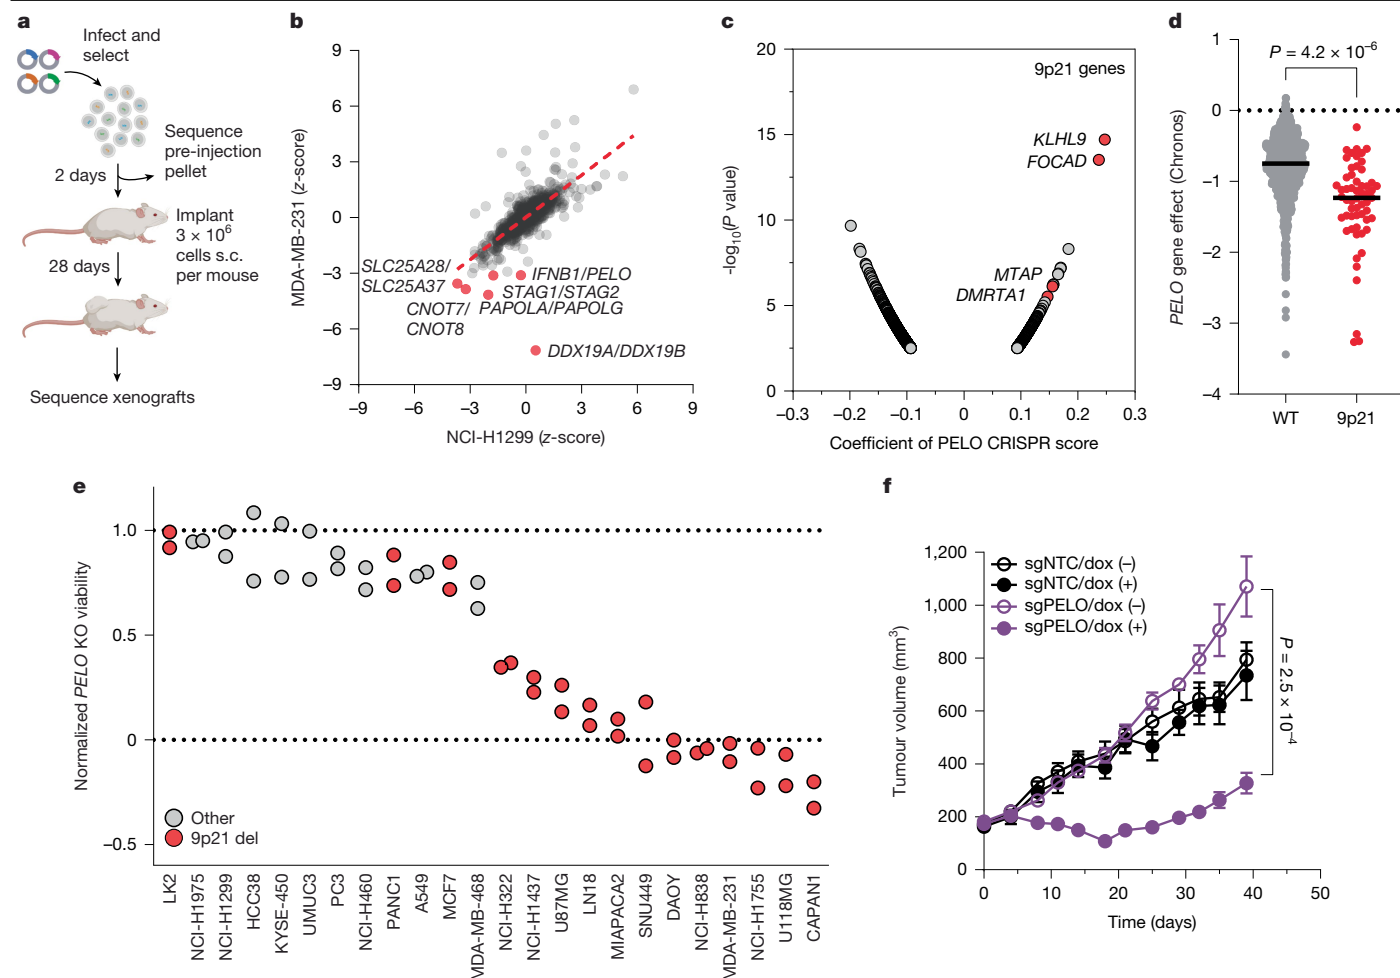 a
Infect and
select
Sequence
pre-injection
pellet
2 days
Implant
3 × 10⁶
cells s.c.
per mouse
28 days
Sequence xenografts
b
MDA-MB-231 (z-score)
9
6
3
0
−3
−6
−9
SLC25A28/
SLC25A37
IFNB1/PELO
STAG1/STAG2
CNOT7/
CNOT8
PAPOLA/PAPOLG
DDX19A/DDX19B
−9 −6 −3 0 3 6 9
NCI-H1299 (z-score)
c
-log₁₀(P value)
20
15
10
5
0
9p21 genes
KLHL9
FOCAD
MTAP
DMRTA1
−0.3 −0.2 −0.1 0 0.1 0.2 0.3
Coefficient of PELO CRISPR score
d
P = 4.2 × 10⁻⁶
PELO gene effect (Chronos)
1
0
−1
−2
−3
−4
WT 9p21
e
Normalized PELO KO viability
1.0
0.5
0
−0.5
Other
9p21 del
LK2
NCI-H1975
NCI-H1299
HCC38
KYSE-450
UMUC3
PC3
NCI-H460
PANC1
A549
MCF7
MDA-MB-468
NCI-H322
NCI-H1437
U87MG
LN18
MIAPACA2
SNU449
DAOY
NCI-H838
MDA-MB-231
NCI-H1755
U118MG
CAPAN1
f
Tumour volume (mm³)
1,200
1,000
800
600
400
200
0
sgNTC/dox (−)
sgNTC/dox (+)
sgPELO/dox (−)
sgPELO/dox (+)
P = 2.5 × 10⁻⁴
0 10 20 30 40 50
Time (days)